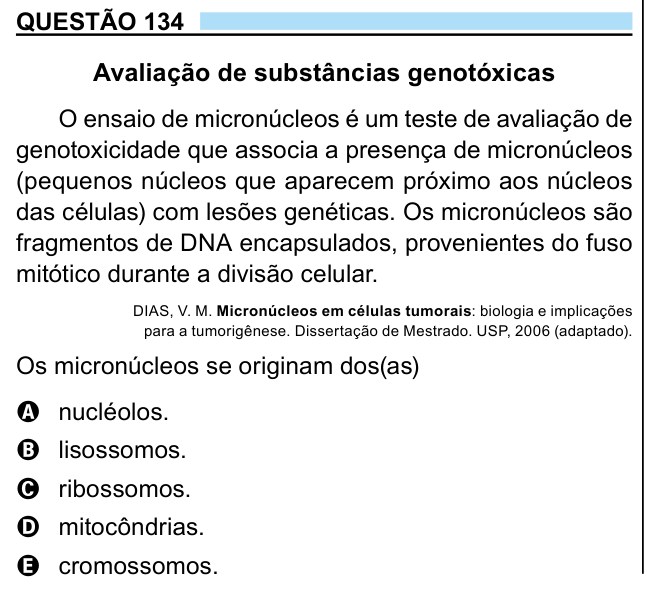 QUESTÃO 134
Avaliação de substâncias genotóxicas
O ensaio de micronúcleos é um teste de avaliação de
genotoxicidade que associa a presença de micronúcleos
(pequenos núcleos que aparecem próximo aos núcleos
das células) com lesões genéticas. Os micronúcleos são
fragmentos de DNA encapsulados, provenientes do fuso
mitótico durante a divisão celular.
DIAS, V. M. Micronúcleos em células tumorais: biologia e implicações
para a tumorigênese. Dissertação de Mestrado. USP, 2006 (adaptado).
Os micronúcleos se originam dos(as)
A nucléolos.
B lisossomos.
C ribossomos.
D mitocôndrias.
E cromossomos.